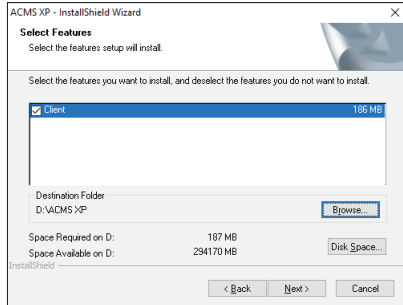 ACMS XP - InstallShield Wizard
Select Features
Select the features setup will install.
Select the features you want to install, and deselect the features you do not want to install.
Client 186 MB
Destination Folder
D:\ACMS XP
Browse...
Space Required on D: 187 MB
Space Available on D: 294170 MB
Disk Space...
InstallShield
< Back Next > Cancel